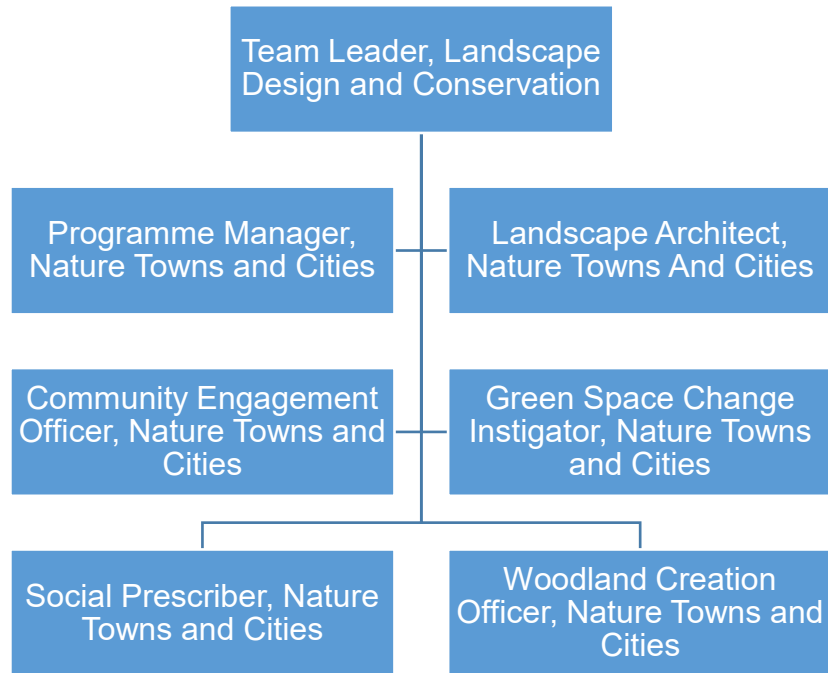 Team Leader, Landscape
Design and Conservation
Programme Manager,
Nature Towns and Cities
Landscape Architect,
Nature Towns And Cities
Community Engagement
Officer, Nature Towns and
Cities
Green Space Change
Instigator, Nature Towns
and Cities
Social Prescriber, Nature
Towns and Cities
Woodland Creation
Officer, Nature Towns and
Cities